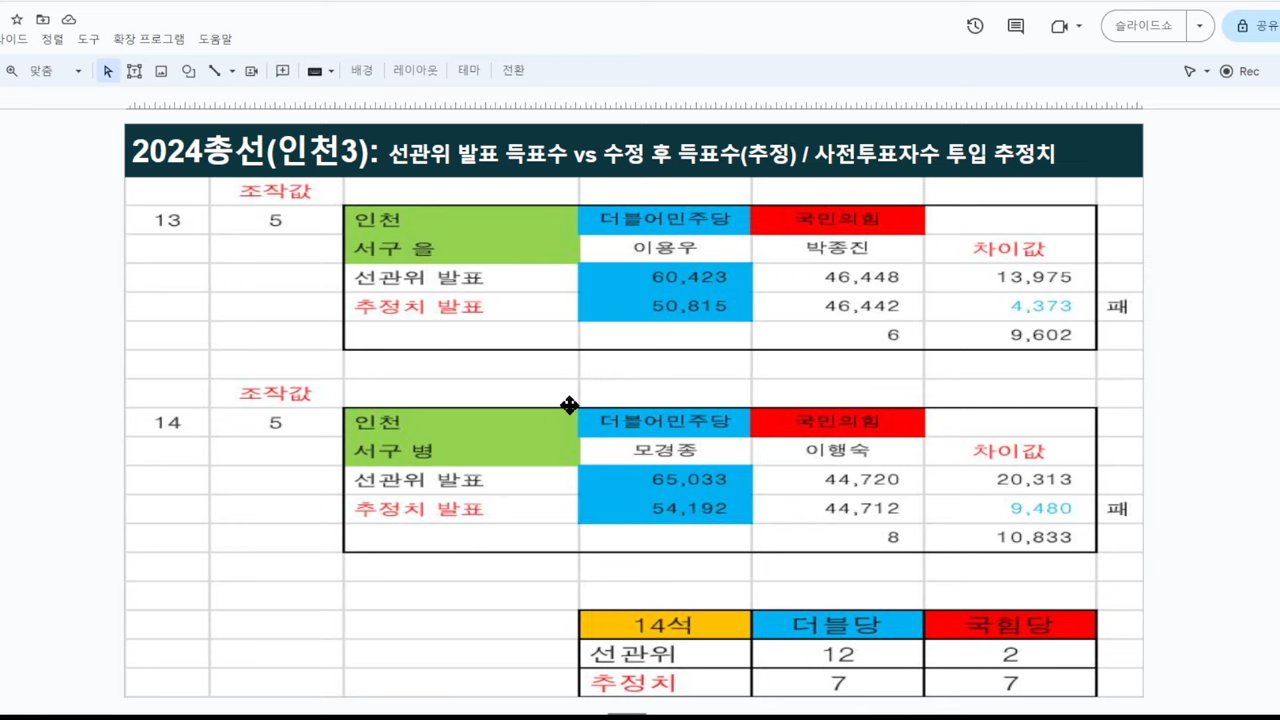 라이드 정렬 도구 확장 프로그램 도움말
슬라이드쇼 공유
맞춤 배경 레이아웃 테마 전환 Rec
2024총선(인천3): 선관위 발표 득표수 vs 수정 후 득표수(추정) / 사전투표자수 투입 추정치
조작값
13 5 인천 더불어민주당 국민의힘
서구 을 이용우 박종진 차이값
선관위 발표 60,423 46,448 13,975
추정치 발표 50,815 46,442 4,373 패
6 9,602
조작값
14 5 인천 더불어민주당 국민의힘
서구 병 모경종 이행숙 차이값
선관위 발표 65,033 44,720 20,313
추정치 발표 54,192 44,712 9,480 패
8 10,833
14석 더블당 국힘당
선관위 12 2
추정치 7 7